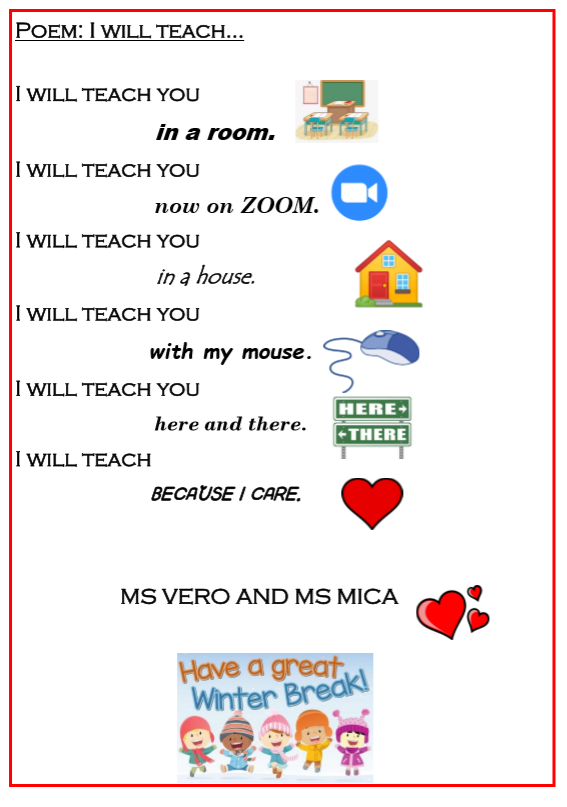 Poem: I will teach...
I will teach you
in a room.
I will teach you
now on ZOOM.
I will teach you
in a house.
I will teach you
with my mouse.
I will teach you
here and there.
HERE→
←THERE
I will teach
BECAUSE I CARE.
MS VERO AND MS MICA
Have a great
Winter Break!